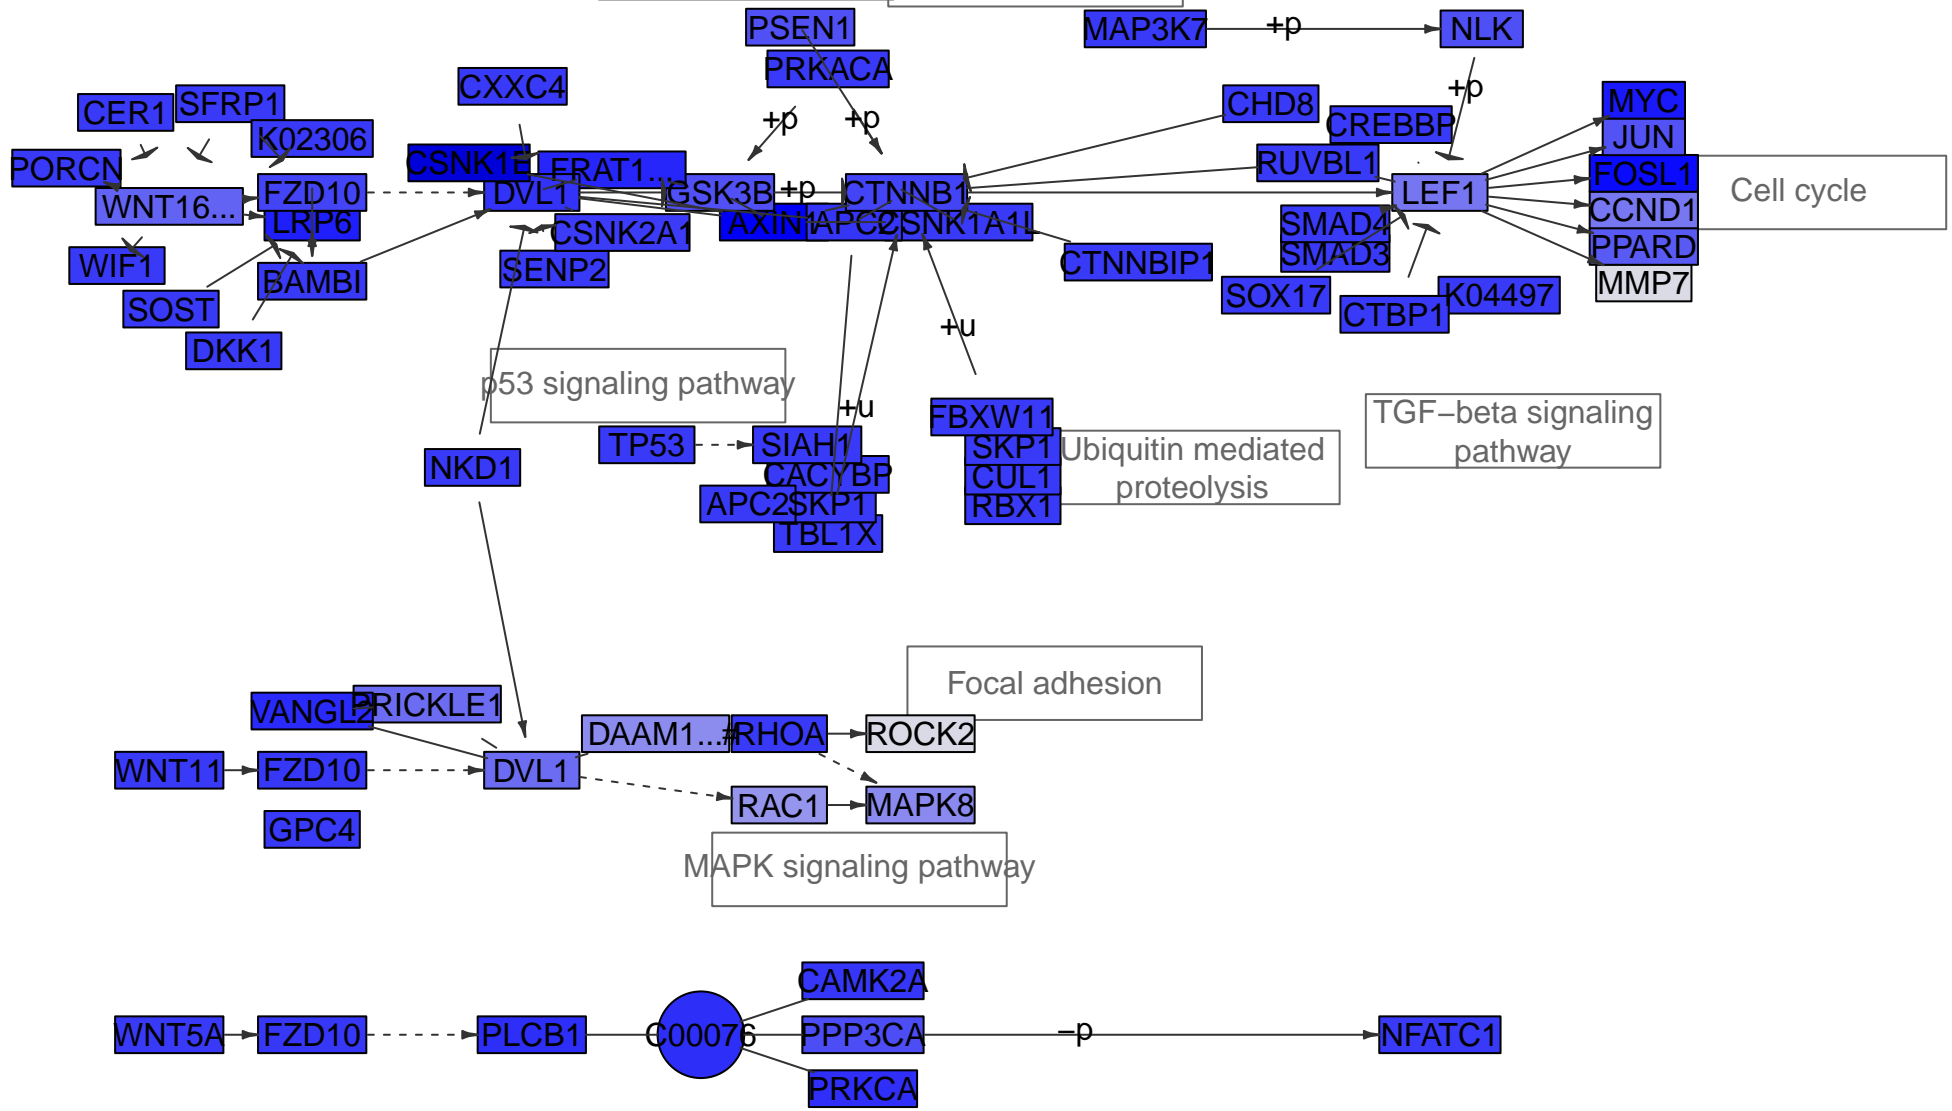 PSEN1
MAP3K7
+p
NLK
PRKACA
CXXC4
CER1
SFRP1
K02306
+p
+p
CHD8
+p
CREBBP
MYC
JUN
PORCN
CSNK1E
FRAT1...
RUVBL1
FOSL1
WNT16...
FZD10
DVL1
GSK3B
+p
CTNNB1
LEF1
Cell cycle
LRP6
AXIN1
APC2
CSNK1A1L
CCND1
CSNK2A1
SMAD4
PPARD
WIF1
BAMBI
SENP2
CTNNBIP1
SMAD3
MMP7
SOST
SOX17
K04497
CTBP1
DKK1
+u
p53 signaling pathway
+u
FBXW11
TGF−beta signaling
pathway
TP53
SIAH1
SKP1
Ubiquitin mediated
proteolysis
NKD1
CACYBP
CUL1
APC2
SKP1
RBX1
TBL1X
Focal adhesion
VANGL2
PRICKLE1
DAAM1...#
RHOA
ROCK2
WNT11
FZD10
DVL1
RAC1
MAPK8
GPC4
MAPK signaling pathway
CAMK2A
WNT5A
FZD10
PLCB1
C00076
PPP3CA
−p
NFATC1
PRKCA